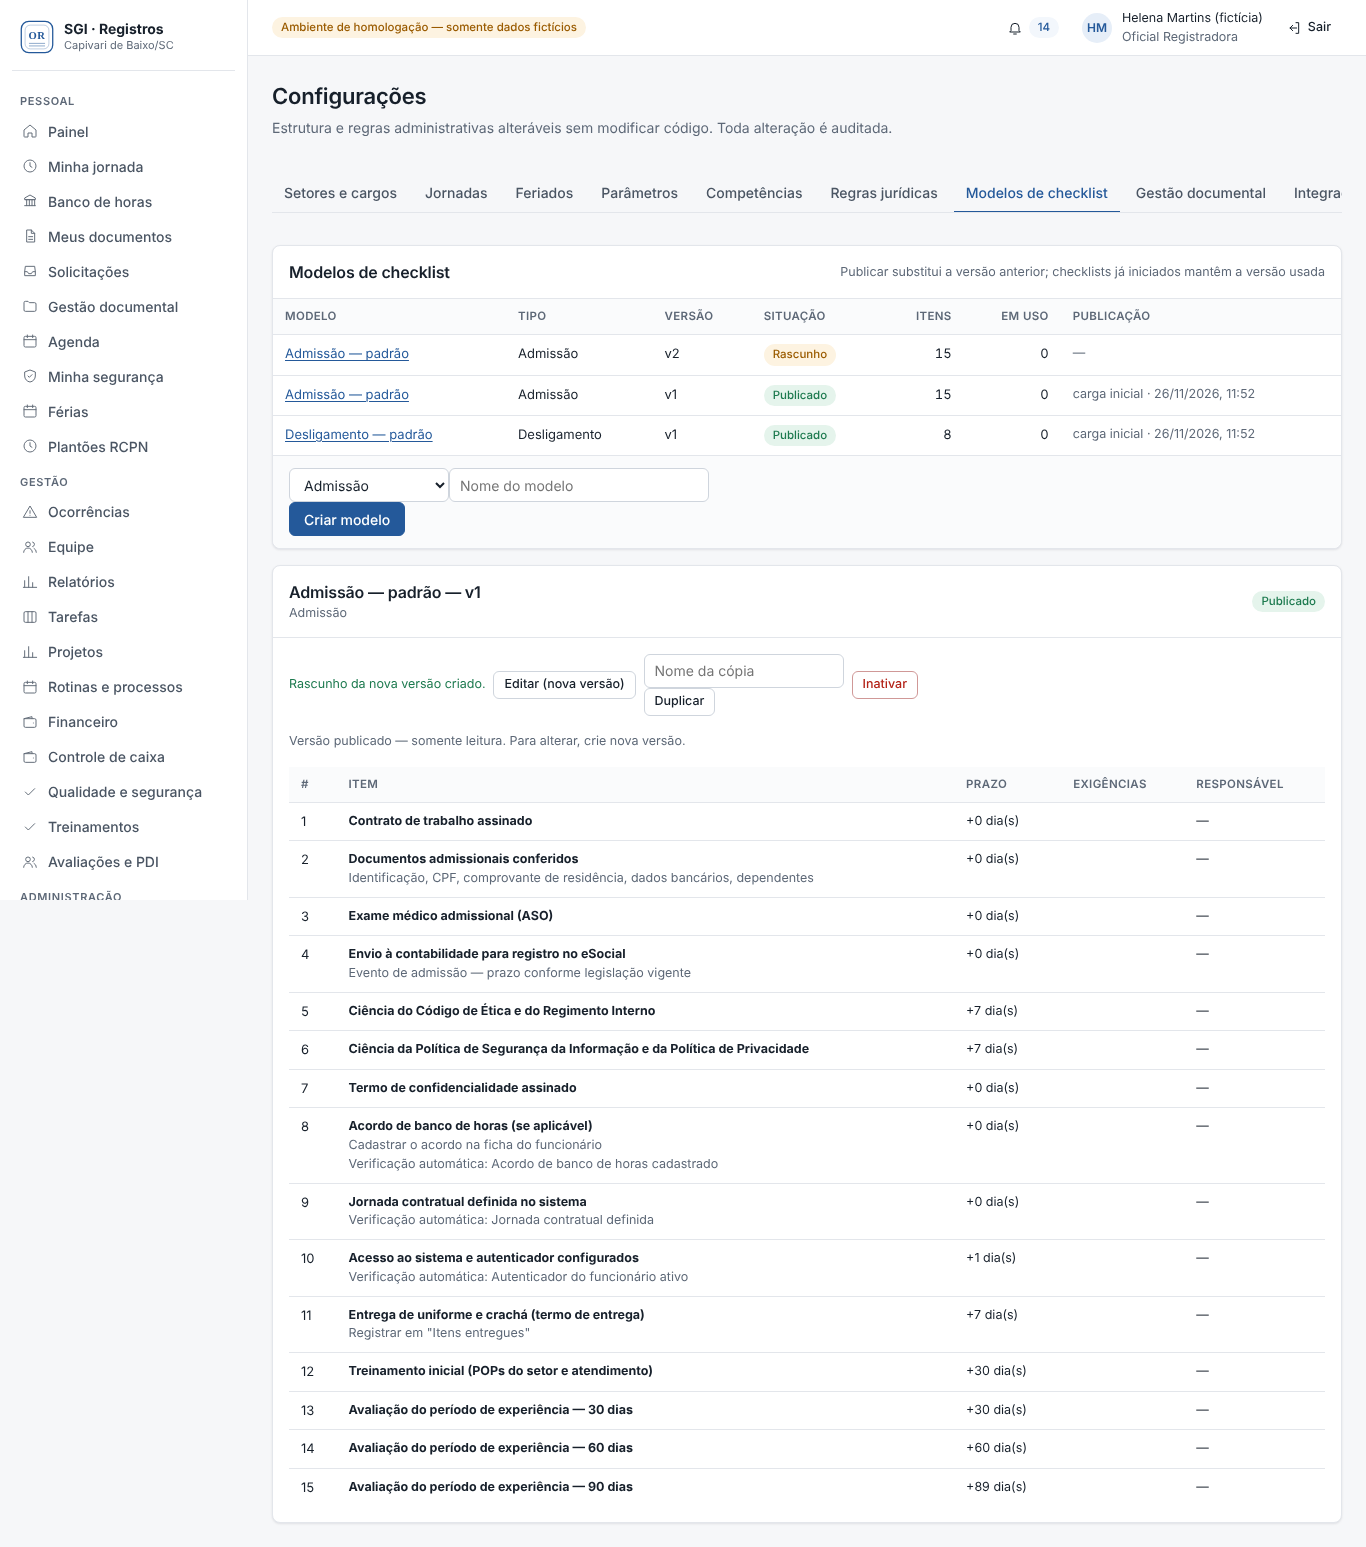 OR
SGI · Registros
Capivari de Baixo/SC
Ambiente de homologação — somente dados fictícios
14
HM
Helena Martins (fictícia)
Oficial Registradora
Sair
PESSOAL
Painel
Minha jornada
Banco de horas
Meus documentos
Solicitações
Gestão documental
Agenda
Minha segurança
Férias
Plantões RCPN
GESTÃO
Ocorrências
Equipe
Relatórios
Tarefas
Projetos
Rotinas e processos
Financeiro
Controle de caixa
Qualidade e segurança
Treinamentos
Avaliações e PDI
ADMINISTRAÇÃO
Configurações
Estrutura e regras administrativas alteráveis sem modificar código. Toda alteração é auditada.
Setores e cargos Jornadas Feriados Parâmetros Competências Regras jurídicas Modelos de checklist Gestão documental Integra
Modelos de checklist
Publicar substitui a versão anterior; checklists já iniciados mantêm a versão usada
MODELO TIPO VERSÃO SITUAÇÃO ITENS EM USO PUBLICAÇÃO
Admissão — padrão Admissão v2 Rascunho 15 0 —
Admissão — padrão Admissão v1 Publicado 15 0 carga inicial · 26/11/2026, 11:52
Desligamento — padrão Desligamento v1 Publicado 8 0 carga inicial · 26/11/2026, 11:52
Admissão Nome do modelo
Criar modelo
Admissão — padrão — v1
Admissão
Publicado
Rascunho da nova versão criado. Editar (nova versão) Nome da cópia Inativar
Duplicar
Versão publicado — somente leitura. Para alterar, crie nova versão.
# ITEM PRAZO EXIGÊNCIAS RESPONSÁVEL
1 Contrato de trabalho assinado +0 dia(s) —
2 Documentos admissionais conferidos +0 dia(s) —
Identificação, CPF, comprovante de residência, dados bancários, dependentes
3 Exame médico admissional (ASO) +0 dia(s) —
4 Envio à contabilidade para registro no eSocial +0 dia(s) —
Evento de admissão — prazo conforme legislação vigente
5 Ciência do Código de Ética e do Regimento Interno +7 dia(s) —
6 Ciência da Política de Segurança da Informação e da Política de Privacidade +7 dia(s) —
7 Termo de confidencialidade assinado +0 dia(s) —
8 Acordo de banco de horas (se aplicável) +0 dia(s) —
Cadastrar o acordo na ficha do funcionário
Verificação automática: Acordo de banco de horas cadastrado
9 Jornada contratual definida no sistema +0 dia(s) —
Verificação automática: Jornada contratual definida
10 Acesso ao sistema e autenticador configurados +1 dia(s) —
Verificação automática: Autenticador do funcionário ativo
11 Entrega de uniforme e crachá (termo de entrega) +7 dia(s) —
Registrar em "Itens entregues"
12 Treinamento inicial (POPs do setor e atendimento) +30 dia(s) —
13 Avaliação do período de experiência — 30 dias +30 dia(s) —
14 Avaliação do período de experiência — 60 dias +60 dia(s) —
15 Avaliação do período de experiência — 90 dias +89 dia(s) —